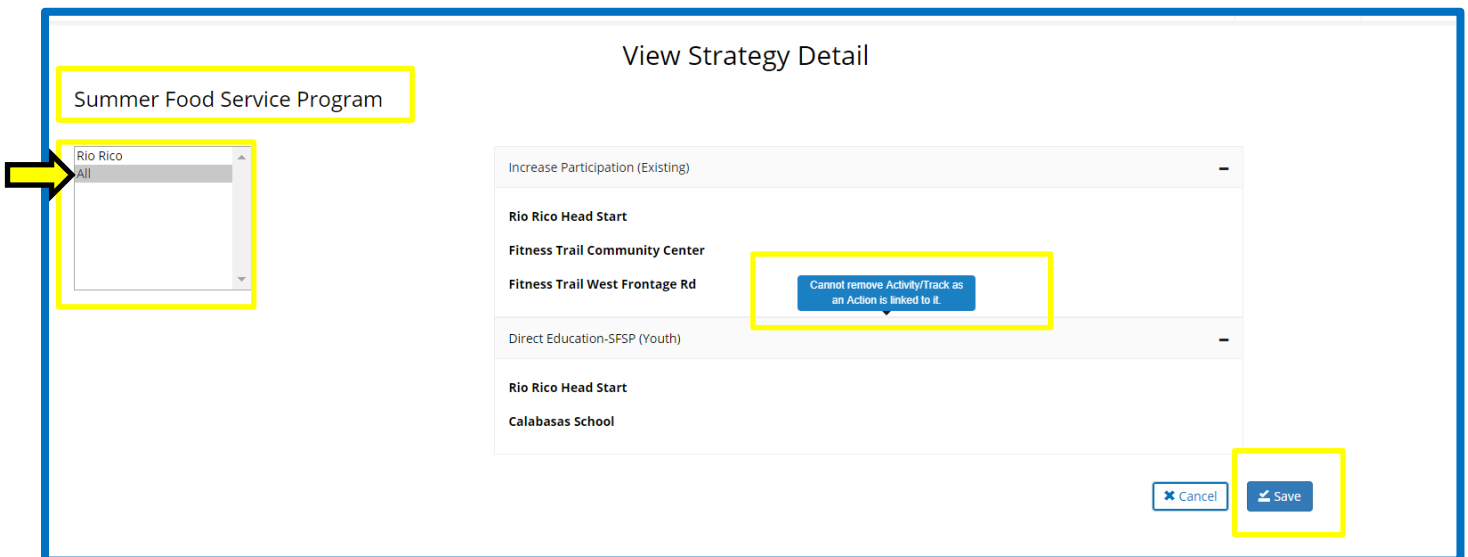 View Strategy Detail
Summer Food Service Program
Rio Rico
All
Increase Participation (Existing)
Rio Rico Head Start
Fitness Trail Community Center
Fitness Trail West Frontage Rd
Cannot remove Activity/Track as
an Action is linked to it.
Direct Education-SFSP (Youth)
Rio Rico Head Start
Calabasas School
Cancel
Save